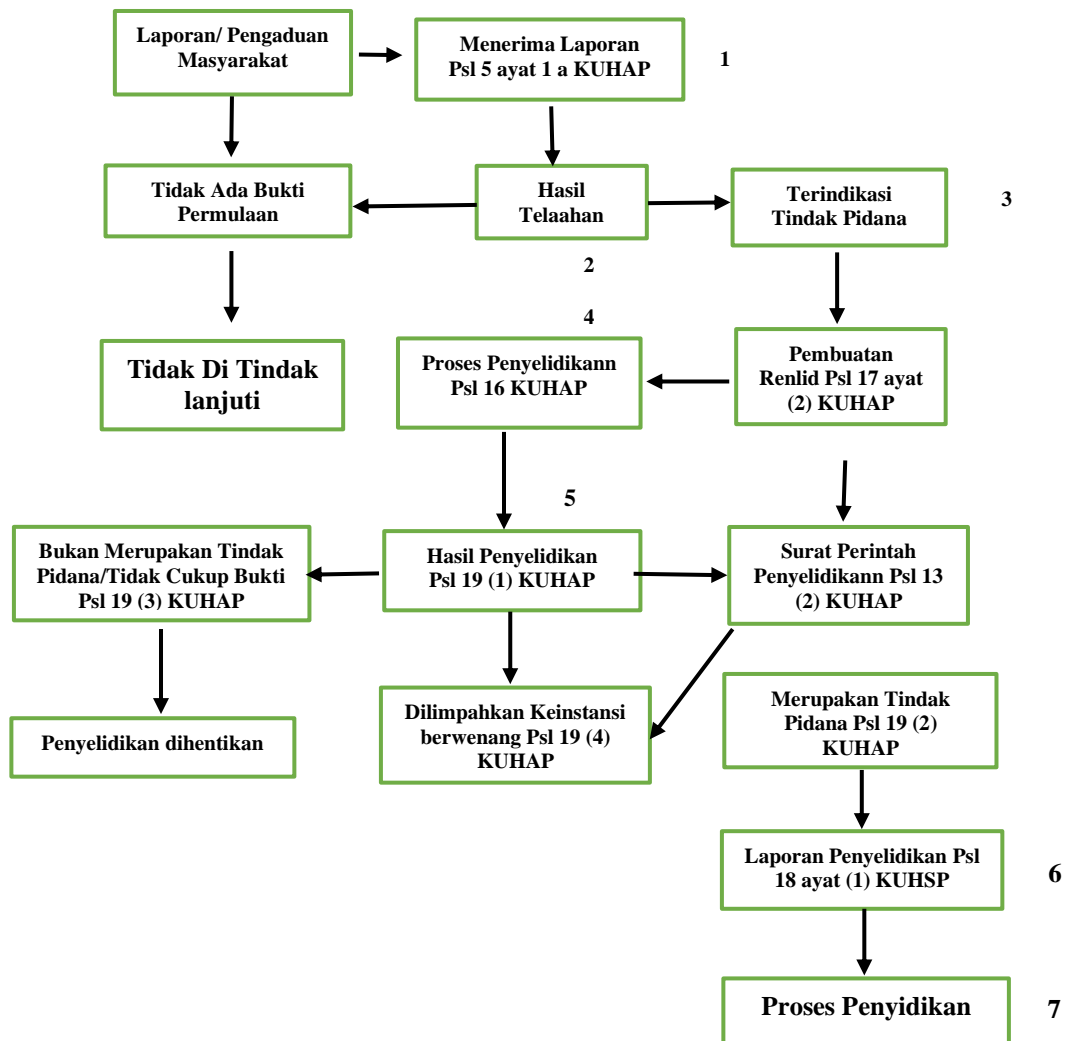 Laporan/ Pengaduan
Masyarakat
Menerima Laporan
Psl 5 ayat 1 a KUHAP
1
Tidak Ada Bukti
Permulaan
Hasil
Telaahan
Terindikasi
Tindak Pidana
3
2
4
Tidak Di Tindak
lanjuti
Proses Penyelidikann
Psl 16 KUHAP
Pembuatan
Renlid Psl 17 ayat
(2) KUHAP
5
Bukan Merupakan Tindak
Pidana/Tidak Cukup Bukti
Psl 19 (3) KUHAP
Hasil Penyelidikan
Psl 19 (1) KUHAP
Surat Perintah
Penyelidikann Psl 13
(2) KUHAP
Penyelidikan dihentikan
Dilimpahkan Keinstansi
berwenang Psl 19 (4)
KUHAP
Merupakan Tindak
Pidana Psl 19 (2)
KUHAP
Laporan Penyelidikan Psl
18 ayat (1) KUHSP
6
Proses Penyidikan
7